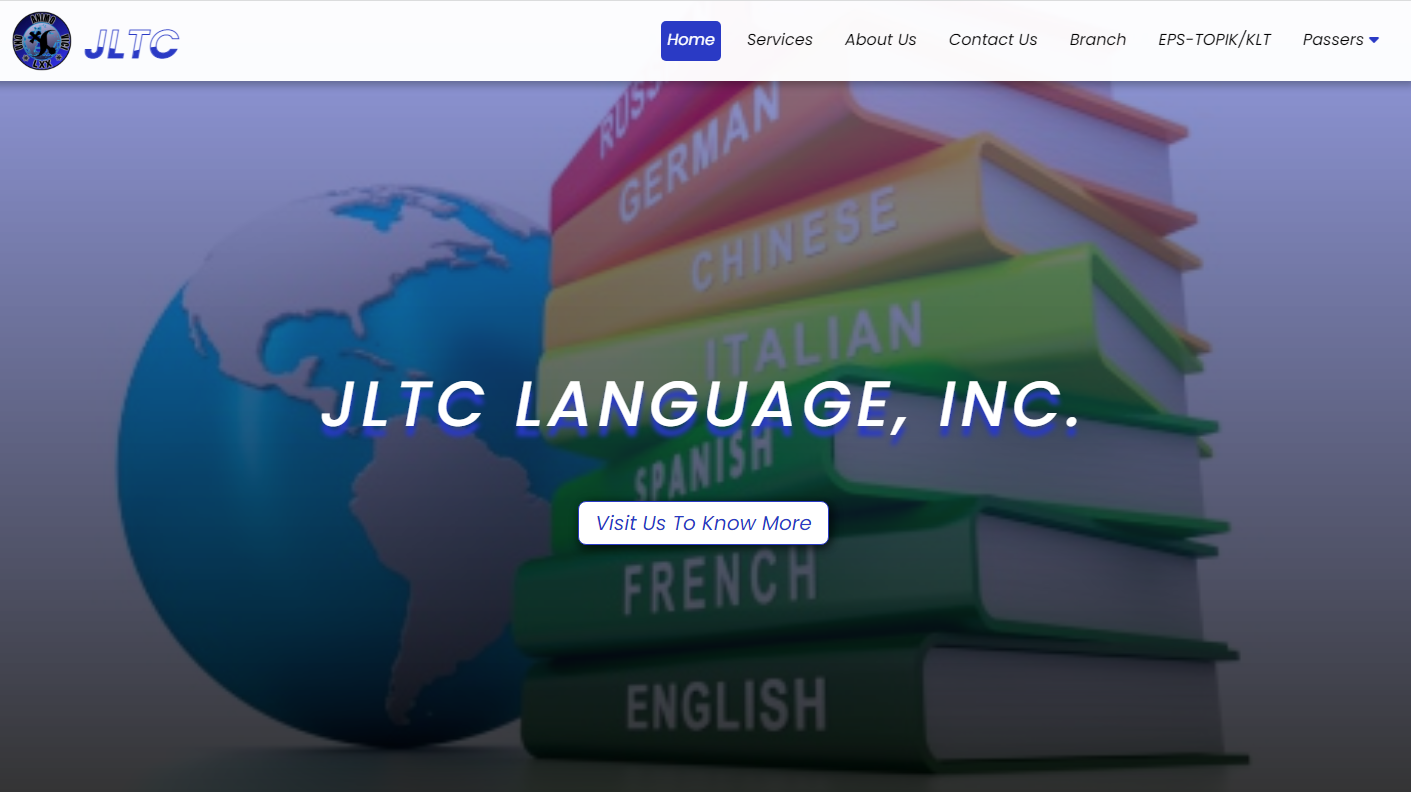 JLTC
Home
Services
About Us
Contact Us
Branch
EPS-TOPIK/KLT
Passers
GERMAN
CHINESE
ITALIAN
JLTC LANGUAGE, INC.
SPANISH
Visit Us To Know More
FRENCH
ENGLISH